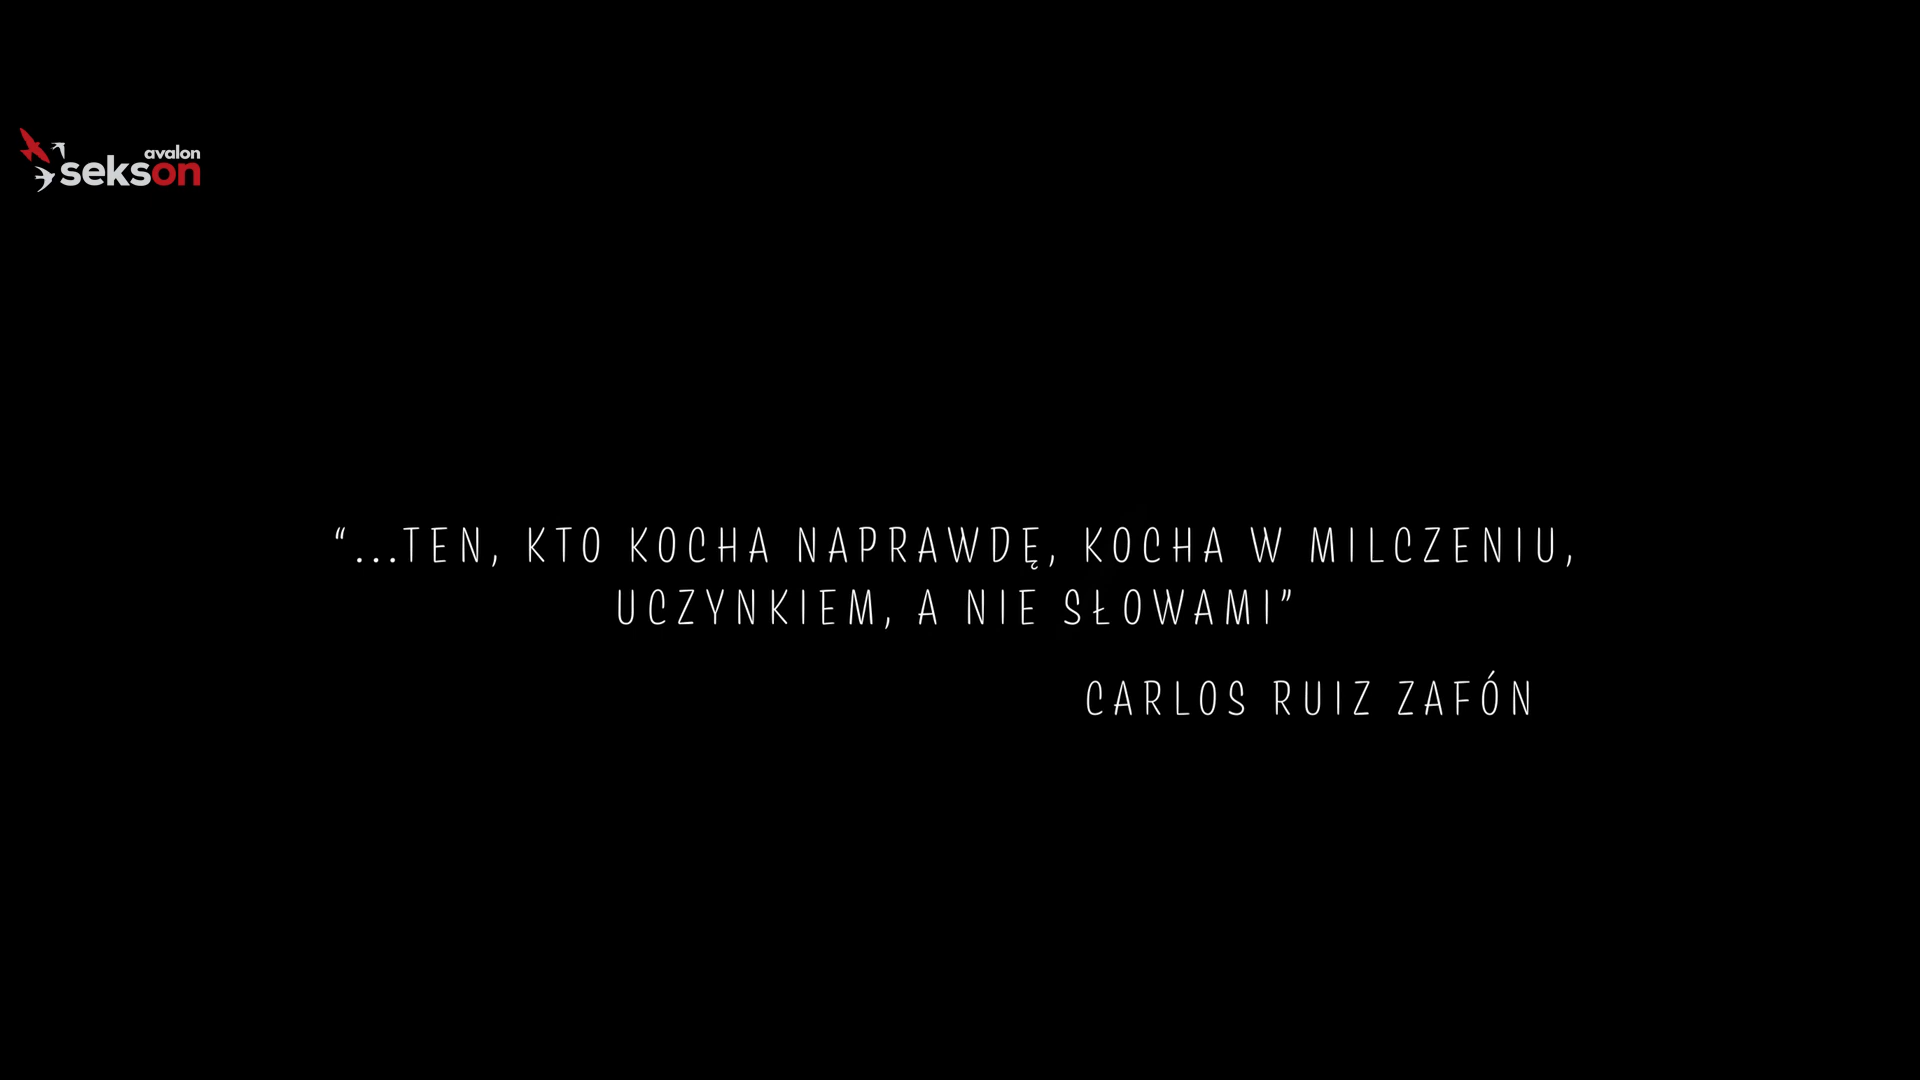 avalon
sekson
“...TEN, KTO KOCHA NAPRAWDĘ, KOCHA W MILCZENIU,
UCZYNKIEM, A NIE SŁOWAMI”
CARLOS RUIZ ZAFÓN